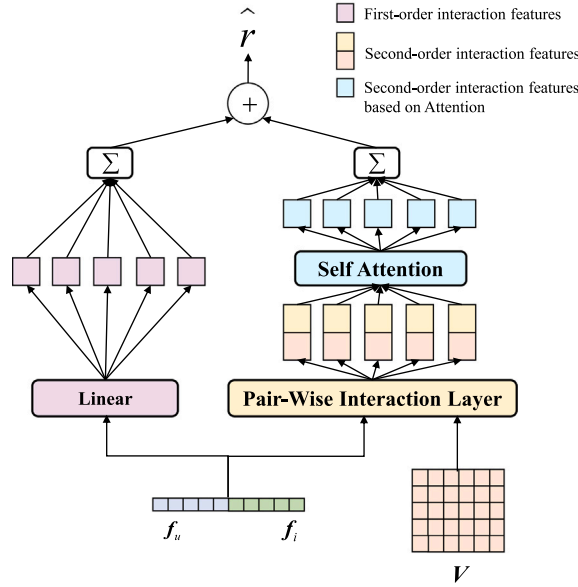 r̂
First-order interaction features
Second-order interaction features
Second-order interaction features
based on Attention
+
Σ
Σ
Self Attention
Linear
Pair-Wise Interaction Layer
f_u
f_i
V